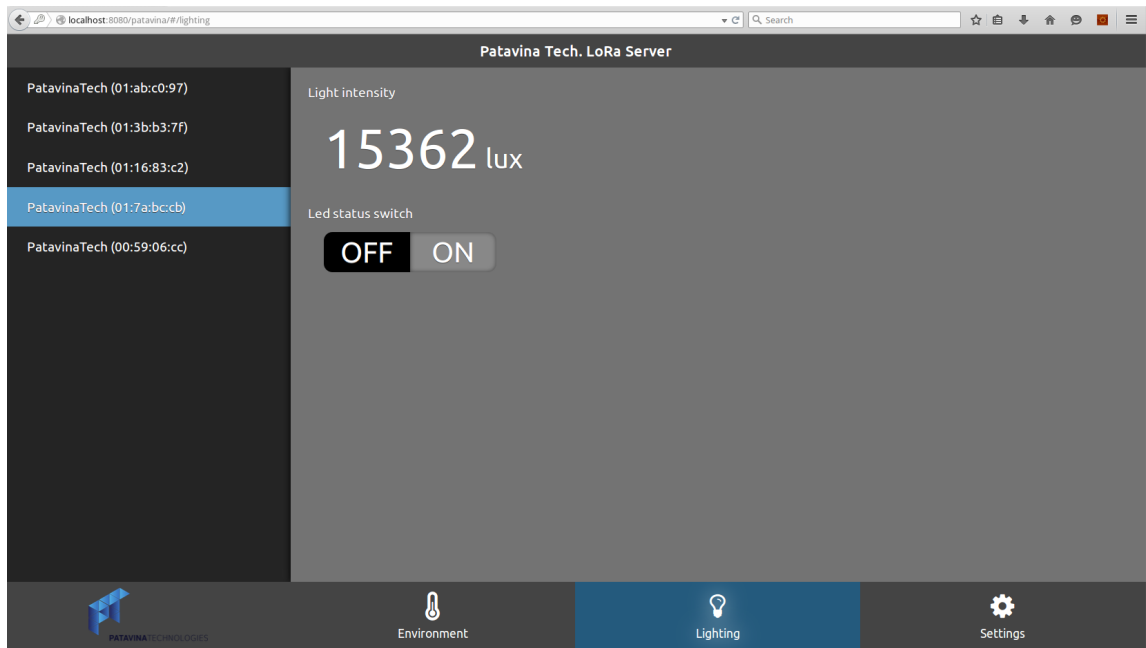 localhost:8080/patavina/#/lighting
Search
Patavina Tech. LoRa Server
PatavinaTech (01:ab:c0:97)
PatavinaTech (01:3b:b3:7f)
PatavinaTech (01:16:83:c2)
PatavinaTech (01:7a:bc:cb)
PatavinaTech (00:59:06:cc)
Light intensity
15362 lux
Led status switch
OFF ON
PATAVINATECHNOLOGIES
Environment
Lighting
Settings